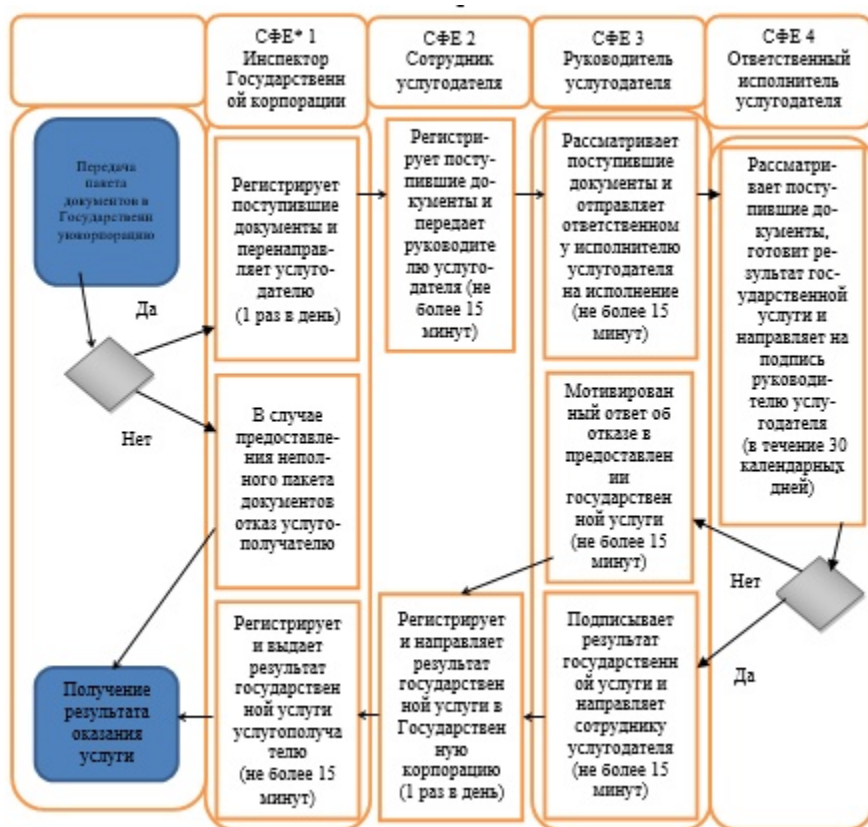 СФЕ* 1
Инспектор
Государственн
ой корпорации
СФЕ 2
Сотрудник
услугодателя
СФЕ 3
Руководитель
услугодателя
СФЕ 4
Ответственный
исполнитель
услугодателя
Передача
пакета
документов в
Государственн
уюкорпорацию
Регистрирует
поступившие
документы и
перенаправ-
ляет услуго-
дателю
(1 раз в день)
Регистри-
рует посту-
пившие до-
кументы и
передает
руководите
лю услуго-
дателя (не
более 15
минут)
Рассматривает
поступившие
документы и
отправляет
ответственном
у исполнителю
услугодателя
на исполнение
(не более 15
минут)
Рассматри-
вает посту-
пившие до-
кументы,
готовит ре-
зультат гос-
ударственной
услуги и
направляет на
подпись
руководи-
телю услу-
годателя
(в течение 30
календарных
дней)
Да
Нет
В случае
предоставле-
ния непол-
ного пакета
документов
отказ услуго-
получателю
Мотивирован
ный ответ об
отказе в
предоставлен
ии
государствен
ной услуги
(не более 15
минут)
Нет
Да
Получение
результата
оказания
услуги
Регистрирует
и выдает
результат
государствен
ной услуги
услугополуча
телю
(не более 15
минут)
Регистрирует
и направляет
результат
государствен
ной услуги в
Государствен
ную
корпорацию
(1 раз в день)
Подписывает
результат
государственн
ой услуги и
направляет
сотруднику
услугодателя
(не более 15
минут)